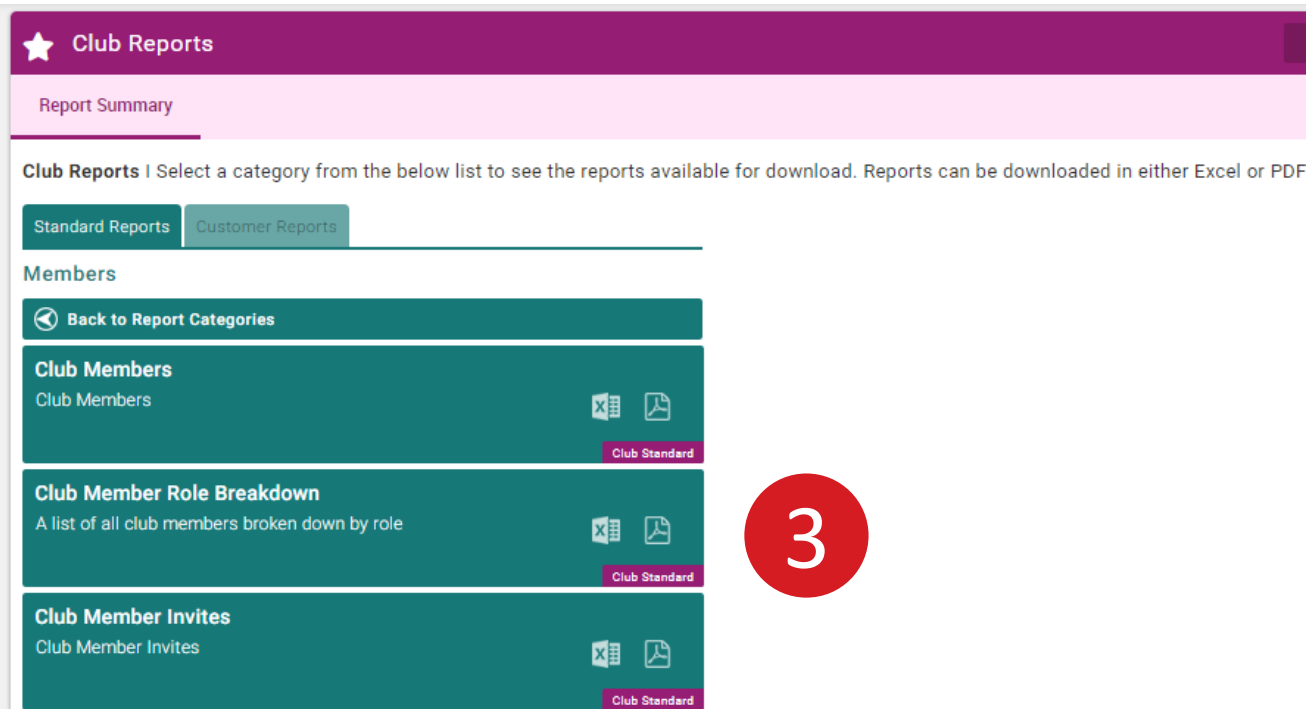 Club Reports
Report Summary
Club Reports I Select a category from the below list to see the reports available for download. Reports can be downloaded in either Excel or PDF
Standard Reports Customer Reports
Members
Back to Report Categories
Club Members
Club Members
Club Standard
Club Member Role Breakdown
A list of all club members broken down by role
Club Standard
3
Club Member Invites
Club Member Invites
Club Standard